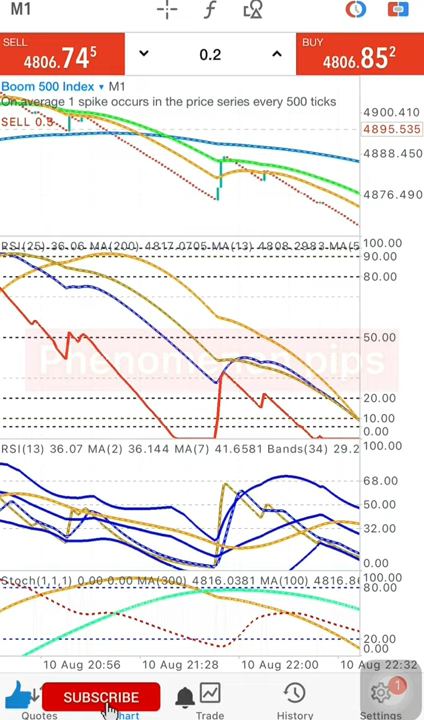 M1
SELL
4806.74⁵
0.2
BUY
4806.85²
Boom 500 Index M1
On average 1 spike occurs in the price series every 500 ticks
SELL 0.
4900.410
4895.535
4888.450
4876.490
RSI(25) 36.06 MA(200) 4817.0705 MA(13) 4808.2983 MA(5
100.00
90.00
80.00
50.00
20.00
10.00
0.00
RSI(13) 36.07 MA(2) 36.144 MA(7) 41.6581 Bands(34) 29.2
100.00
68.00
50.00
32.00
0.00
Stoch(1,1,1) 0.00 0.00 MA(300) 4816.0381 MA(100) 4816.8
100.00
80.00
20.00
0.00
10 Aug 20:56
10 Aug 21:28
10 Aug 22:00
10 Aug 22:32
SUBSCRIBE
1
Quotes
hart
Trade
History
Settings